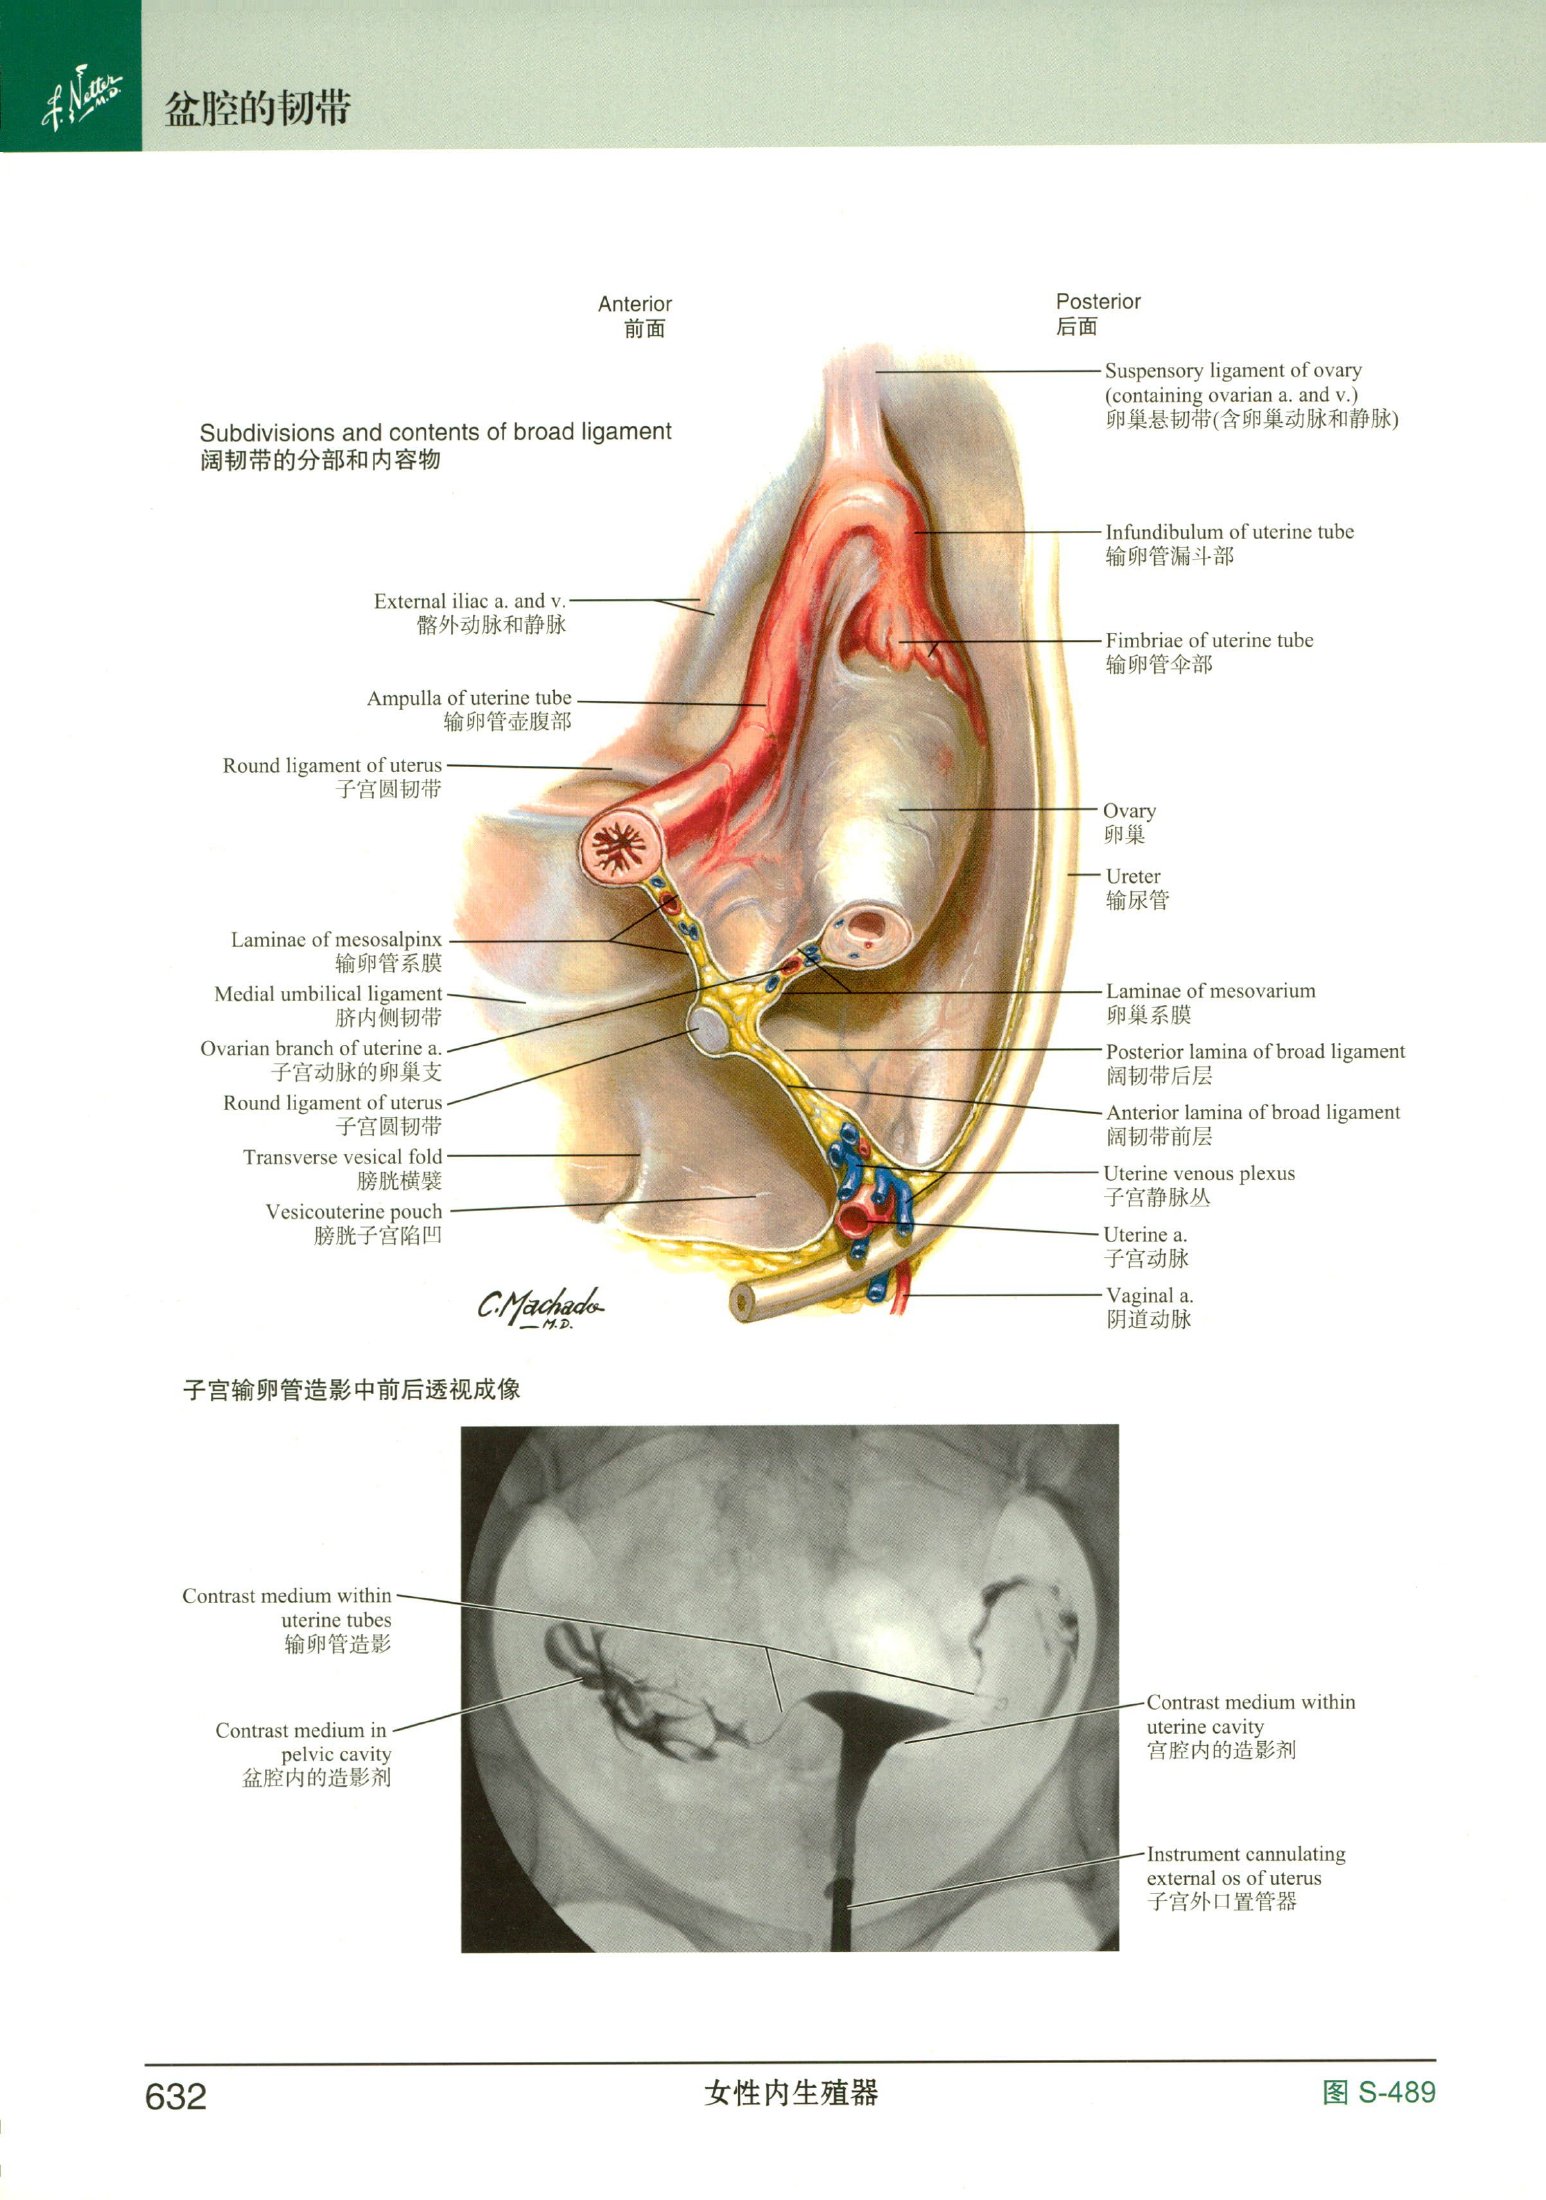 F. Netter
M.D.
盆腔的韧带
Anterior
前面
Posterior
后面
Subdivisions and contents of broad ligament
阔韧带的分部和内容物
Suspensory ligament of ovary
(containing ovarian a. and v.)
卵巢悬韧带(含卵巢动脉和静脉)
Infundibulum of uterine tube
输卵管漏斗部
External iliac a. and v.
髂外动脉和静脉
Fimbriae of uterine tube
输卵管伞部
Ampulla of uterine tube
输卵管壶腹部
Round ligament of uterus
子宫圆韧带
Ovary
卵巢
Ureter
输尿管
Laminae of mesosalpinx
输卵管系膜
Medial umbilical ligament
脐内侧韧带
Ovarian branch of uterine a.
子宫动脉的卵巢支
Round ligament of uterus
子宫圆韧带
Transverse vesical fold
膀胱横襞
Vesicouterine pouch
膀胱子宫陷凹
Laminae of mesovarium
卵巢系膜
Posterior lamina of broad ligament
阔韧带后层
Anterior lamina of broad ligament
阔韧带前层
Uterine venous plexus
子宫静脉丛
Uterine a.
子宫动脉
Vaginal a.
阴道动脉
C.Machado
M.D.
子宫输卵管造影中前后透视成像
Contrast medium within
uterine tubes
输卵管造影
Contrast medium in
pelvic cavity
盆腔内的造影剂
Contrast medium within
uterine cavity
宫腔内的造影剂
Instrument cannulating
external os of uterus
子宫外口置管器
632
女性内生殖器
图 S-489